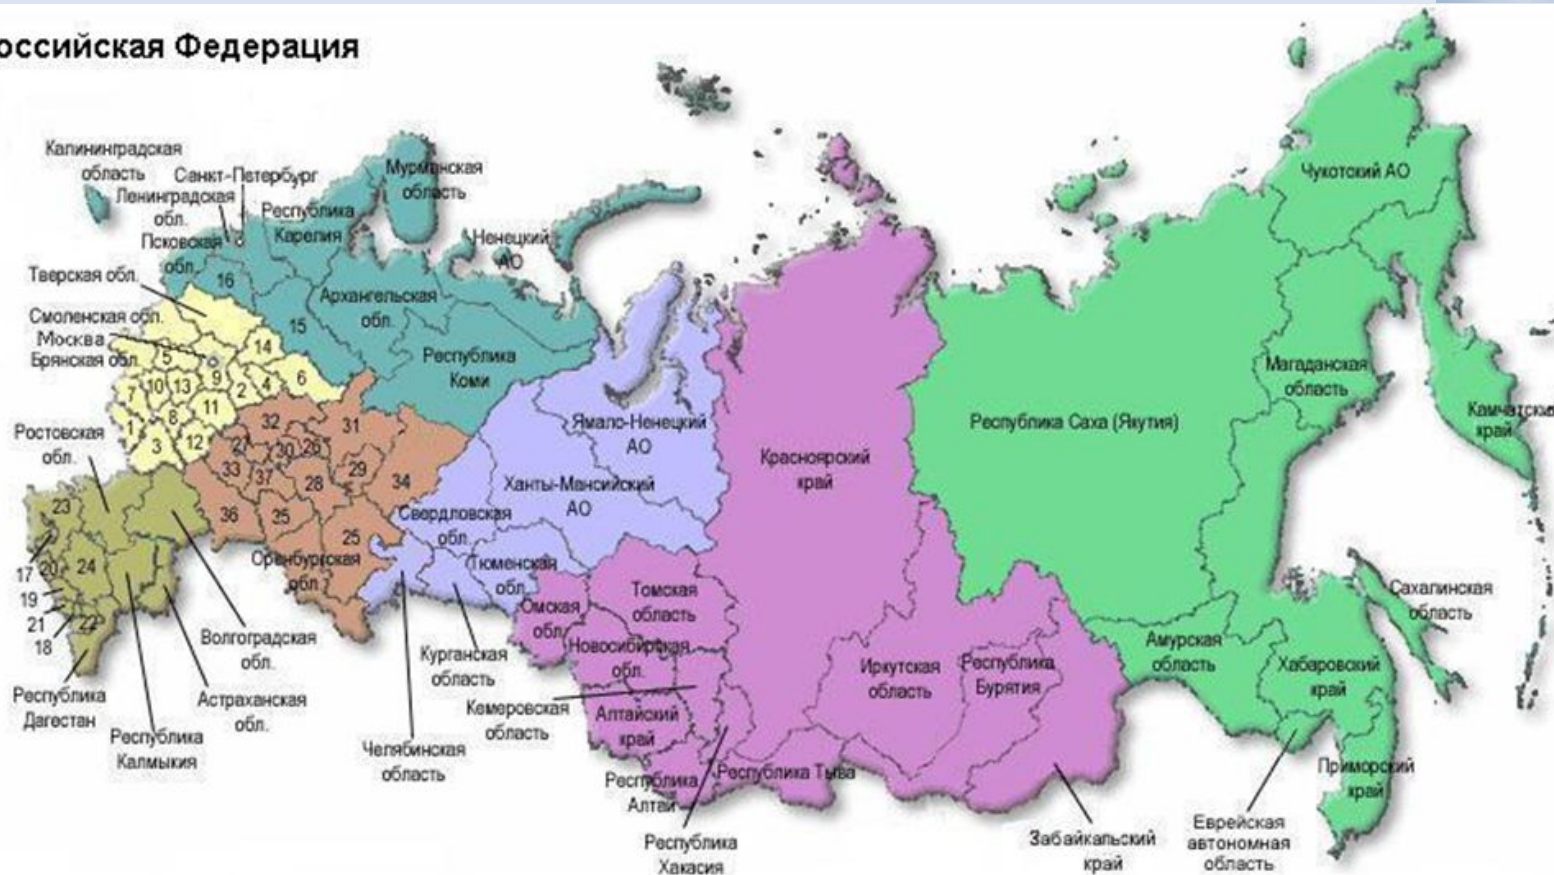 оссийская Федерация
Калининградская
область
Санкт-Петербург
Ленинградская
обл.
Мурманская
область
Республика
Карелия
Ненецкий
АО
Псковская
обл.
16
Тверская обл.
Архангельская
обл.
15
Смоленская обл.
Москва
Брянская обл.
14
5
Республика
Коми
7
10
13
9
2
4
6
11
8
1
3
12
32
31
27
30
26
33
37
28
29
34
36
35
25
Оренбургская
обл.
Ростовская
обл.
23
17
20
24
19
21
18
22
Республика
Дагестан
Республика
Калмыкия
Астраханская
обл.
Волгоградская
обл.
Ямало-Ненецкий
АО
Ханты-Мансийский
АО
Свердловская
обл.
Тюменская
обл.
Курганская
область
Челябинская
область
Омская
обл.
Томская
область
Новосибирская
обл.
Кемеровская
область
Алтайский
край
Республика
Алтай
Республика
Хакасия
Республика Тыва
Красноярский
край
Иркутская
область
Республика
Бурятия
Забайкальский
край
Республика Саха (Якутия)
Чукотский АО
Магаданская
область
Камчатски
край
Сахалинская
область
Амурская
область
Хабаровский
край
Приморский
край
Еврейская
автономная
область